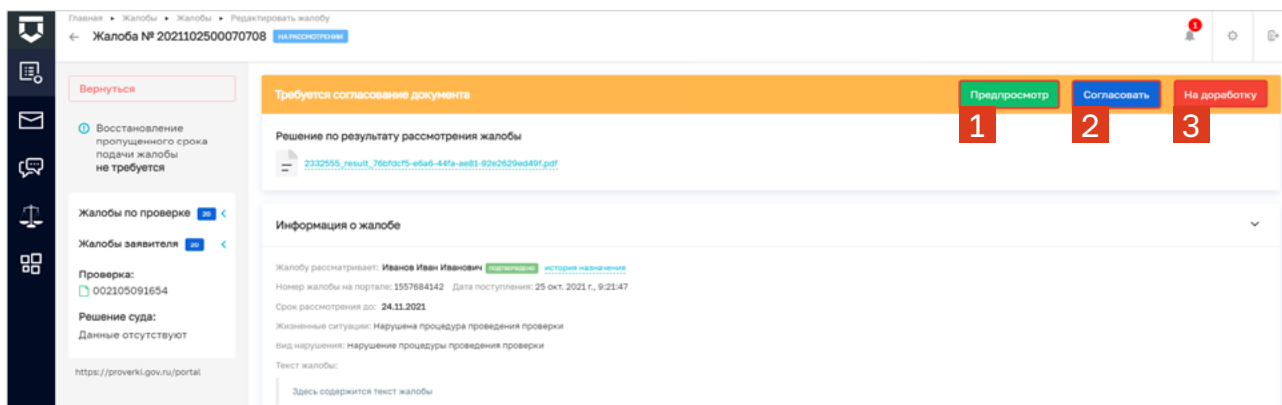 Главная ▸ Жалобы ▸ Жалобы ▸ Редактировать жалобу
← Жалоба № 2021102500070708 НА РАССМОТРЕНИИ
1
Вернуться
Восстановление
пропущенного срока
подачи жалобы
не требуется
Жалобы по проверке 20
Жалобы заявителя 20
Проверка:
002105091654
Решение суда:
Данные отсутствуют
https://proverki.gov.ru/portal
Требуется согласование документа
Предпросмотр Согласовать На доработку
1 2 3
Решение по результату рассмотрения жалобы
2332555_result_76bfdcf5-e6a6-44fa-ae81-92e2629ed49f.pdf
Информация о жалобе
Жалобу рассматривает: Иванов Иван Иванович ПОДТВЕРЖДЕНО история назначения
Номер жалобы на портале: 1557684142 Дата поступления: 25 окт. 2021 г., 9:21:47
Срок рассмотрения до: 24.11.2021
Жизненные ситуации: Нарушена процедура проведения проверки
Вид нарушения: Нарушение процедуры проведения проверки
Текст жалобы:
Здесь содержится текст жалобы